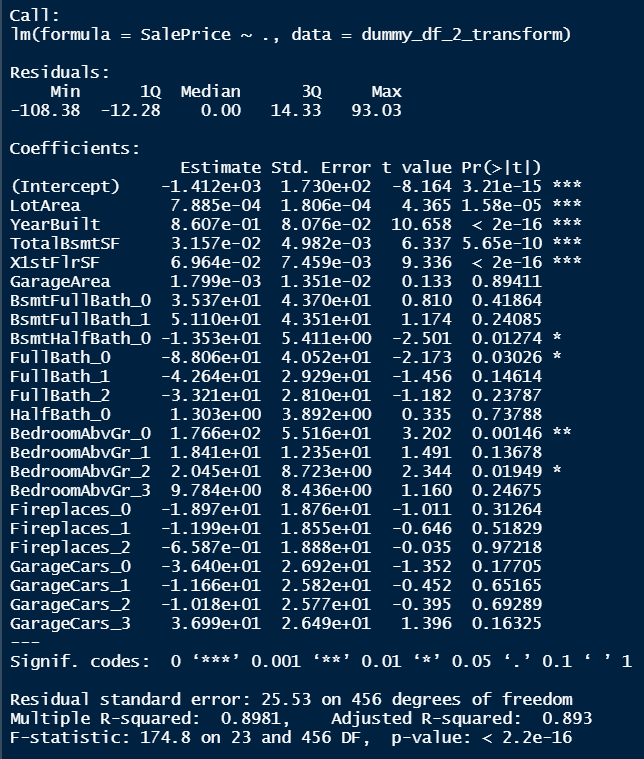 Call:
lm(formula = SalePrice ~ ., data = dummy_df_2_transform)
Residuals:
Min 1Q Median 3Q Max
-108.38 -12.28 0.00 14.33 93.03
Coefficients:
Estimate Std. Error t value Pr(>|t|)
(Intercept) -1.412e+03 1.730e+02 -8.164 3.21e-15 ***
LotArea 7.885e-04 1.806e-04 4.365 1.58e-05 ***
YearBuilt 8.607e-01 8.076e-02 10.658 < 2e-16 ***
TotalBsmtSF 3.157e-02 4.982e-03 6.337 5.65e-10 ***
X1stFlrSF 6.964e-02 7.459e-03 9.336 < 2e-16 ***
GarageArea 1.799e-03 1.351e-02 0.133 0.89411
BsmtFullBath_0 3.537e+01 4.370e+01 0.810 0.41864
BsmtFullBath_1 5.110e+01 4.351e+01 1.174 0.24085
BsmtHalfBath_0 -1.353e+01 5.411e+00 -2.501 0.01274 *
FullBath_0 -8.806e+01 4.052e+01 -2.173 0.03026 *
FullBath_1 -4.264e+01 2.929e+01 -1.456 0.14614
FullBath_2 -3.321e+01 2.810e+01 -1.182 0.23787
HalfBath_0 1.303e+00 3.892e+00 0.335 0.73788
BedroomAbvGr_0 1.766e+02 5.516e+01 3.202 0.00146 **
BedroomAbvGr_1 1.841e+01 1.235e+01 1.491 0.13678
BedroomAbvGr_2 2.045e+01 8.723e+00 2.344 0.01949 *
BedroomAbvGr_3 9.784e+00 8.436e+00 1.160 0.24675
Fireplaces_0 -1.897e+01 1.876e+01 -1.011 0.31264
Fireplaces_1 -1.199e+01 1.855e+01 -0.646 0.51829
Fireplaces_2 -6.587e-01 1.888e+01 -0.035 0.97218
GarageCars_0 -3.640e+01 2.692e+01 -1.352 0.17705
GarageCars_1 -1.166e+01 2.582e+01 -0.452 0.65165
GarageCars_2 -1.018e+01 2.577e+01 -0.395 0.69289
GarageCars_3 3.699e+01 2.649e+01 1.396 0.16325
---
Signif. codes: 0 ‘***’ 0.001 ‘**’ 0.01 ‘*’ 0.05 ‘.’ 0.1 ‘ ’ 1
Residual standard error: 25.53 on 456 degrees of freedom
Multiple R-squared: 0.8981, Adjusted R-squared: 0.893
F-statistic: 174.8 on 23 and 456 DF, p-value: < 2.2e-16